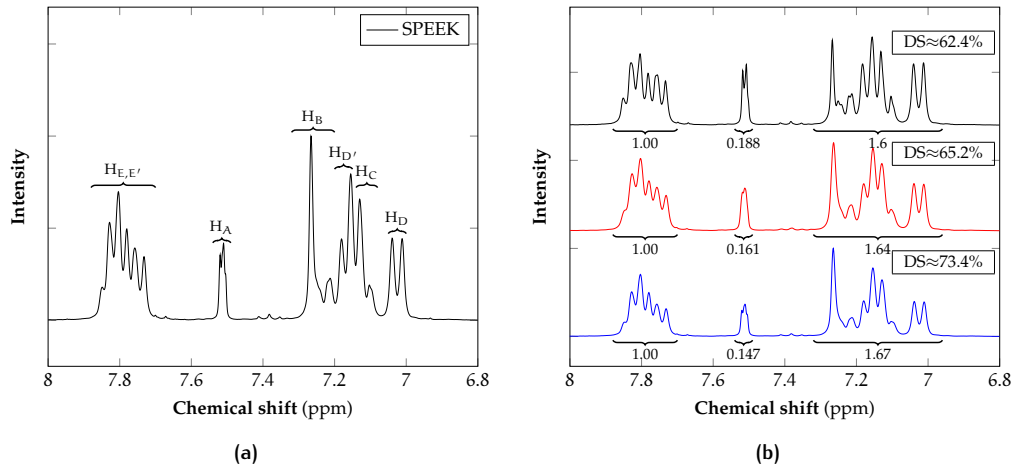 SPEEK
H_B
H_D′
H_E,E′
H_C
H_A
H_D
Intensity
8 7.8 7.6 7.4 7.2 7 6.8
Chemical shift (ppm)
(a)
DS≈62.4%
1.00 0.188 1.6
DS≈65.2%
1.00 0.161 1.64
DS≈73.4%
1.00 0.147 1.67
Intensity
8 7.8 7.6 7.4 7.2 7 6.8
Chemical shift (ppm)
(b)